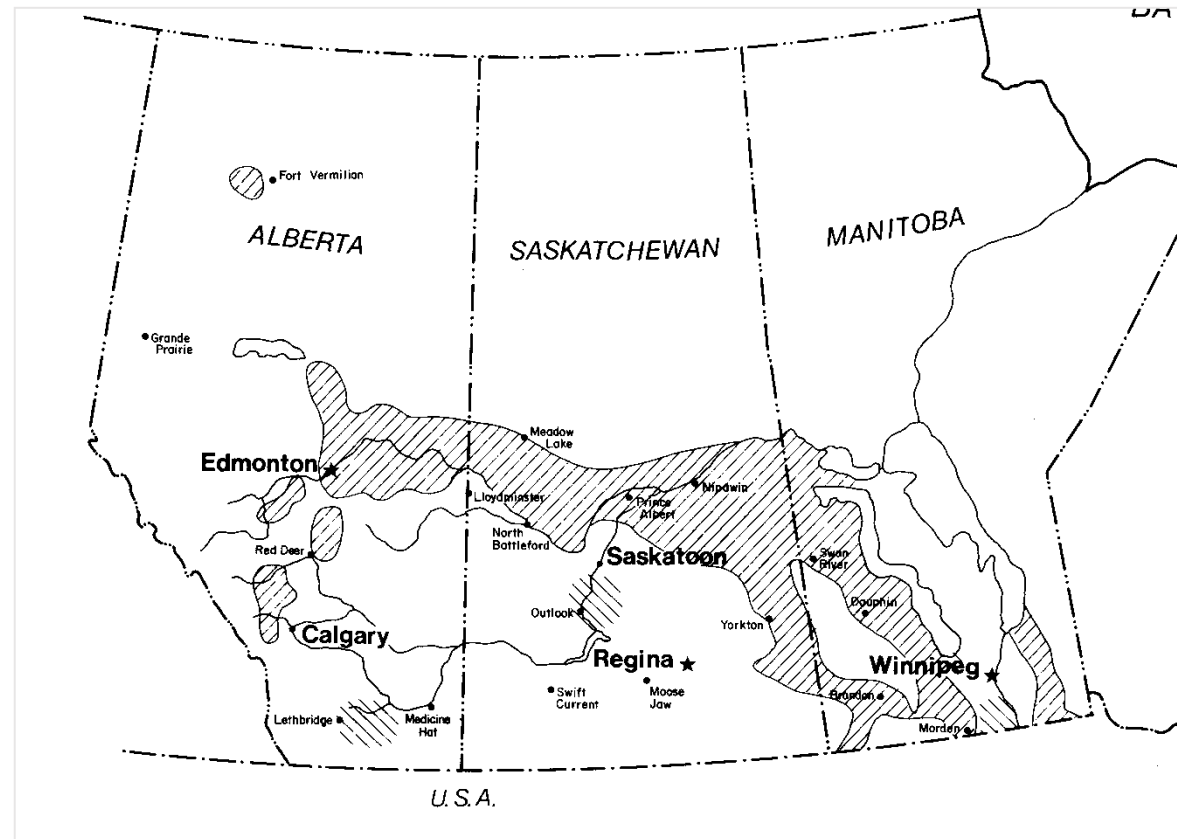 Fort Vermilian
ALBERTA
SASKATCHEWAN
MANITOBA
Grande
Prairie
Meadow
Lake
Edmonton
Nipawin
Lloydminster
Prince
Albert
North
Battleford
Red Deer
Saskatoon
Swan
River
Outlook
Dauphin
Yorkton
Calgary
Regina
Winnipeg
Swift
Current
Moose
Jaw
Brandon
Lethbridge
Medicine
Hat
Morden
U.S.A.